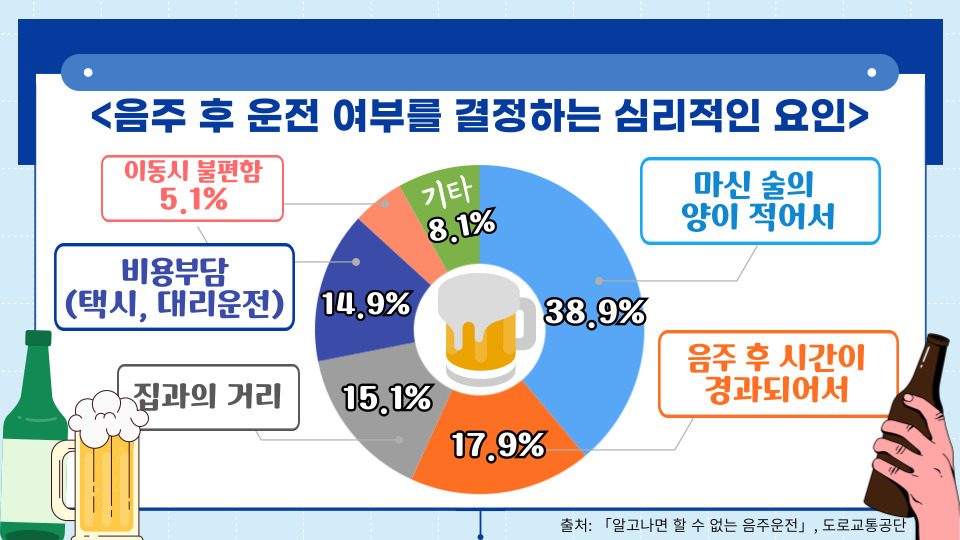 <음주 후 운전 여부를 결정하는 심리적인 요인>
이동시 불편함
5.1%
기타
8.1%
마신 술의
양이 적어서
38.9%
비용부담
(택시, 대리운전)
14.9%
음주 후 시간이
경과되어서
17.9%
집과의 거리
15.1%
출처: 「알고나면 할 수 없는 음주운전」, 도로교통공단